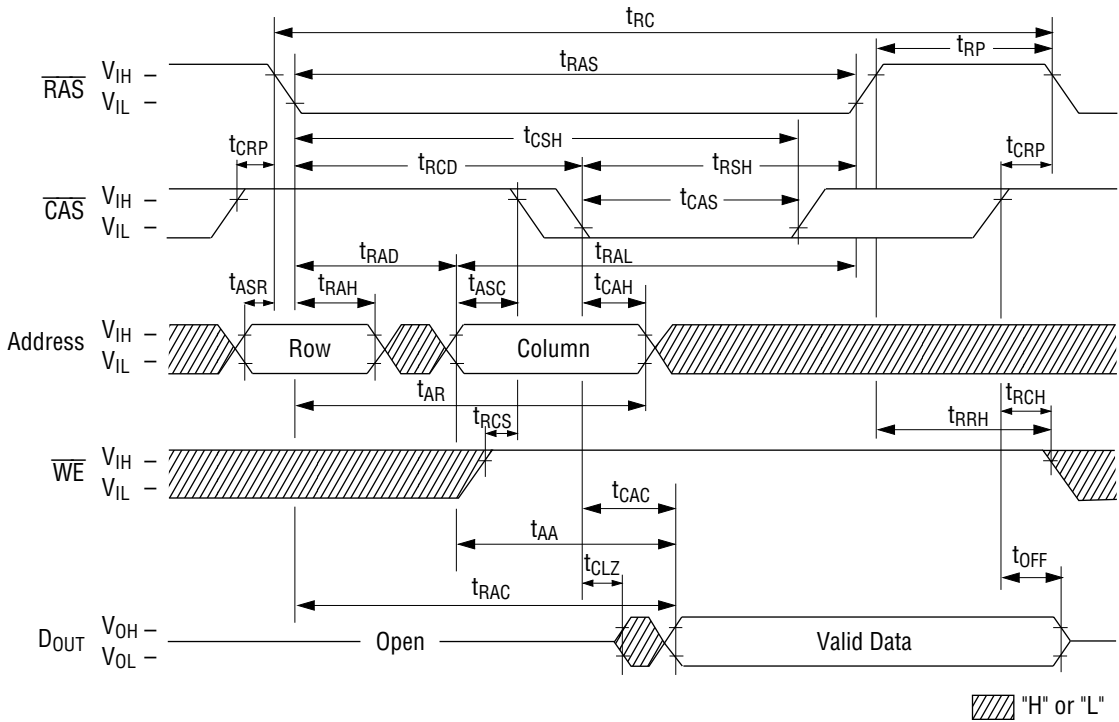 tRC
tRP
RAS
VIH –
VIL –
tRAS
tCSH
tCRP
tRCD
tRSH
tCRP
CAS
VIH –
VIL –
tCAS
tRAD
tRAL
tASR
tRAH
tASC
tCAH
Address
VIH –
VIL –
Row
Column
tAR
tRCS
tRCH
tRRH
WE
VIH –
VIL –
tCAC
tAA
tCLZ
tOFF
tRAC
DOUT
VOH –
VOL –
Open
Valid Data
"H" or "L"